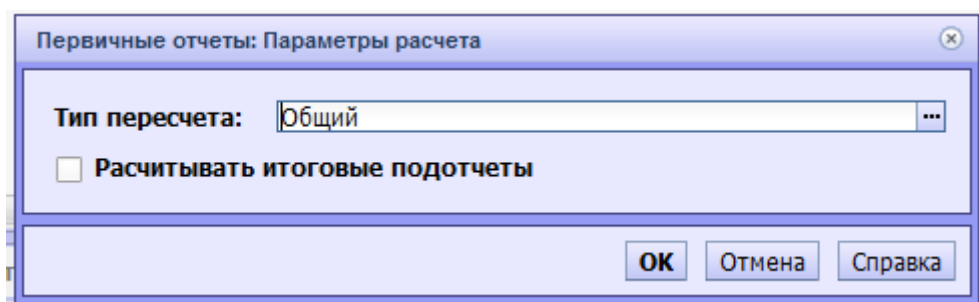 Первичные отчеты: Параметры расчета
Тип пересчета: Общий ...
Расчитывать итоговые подотчеты
OK Отмена Справка